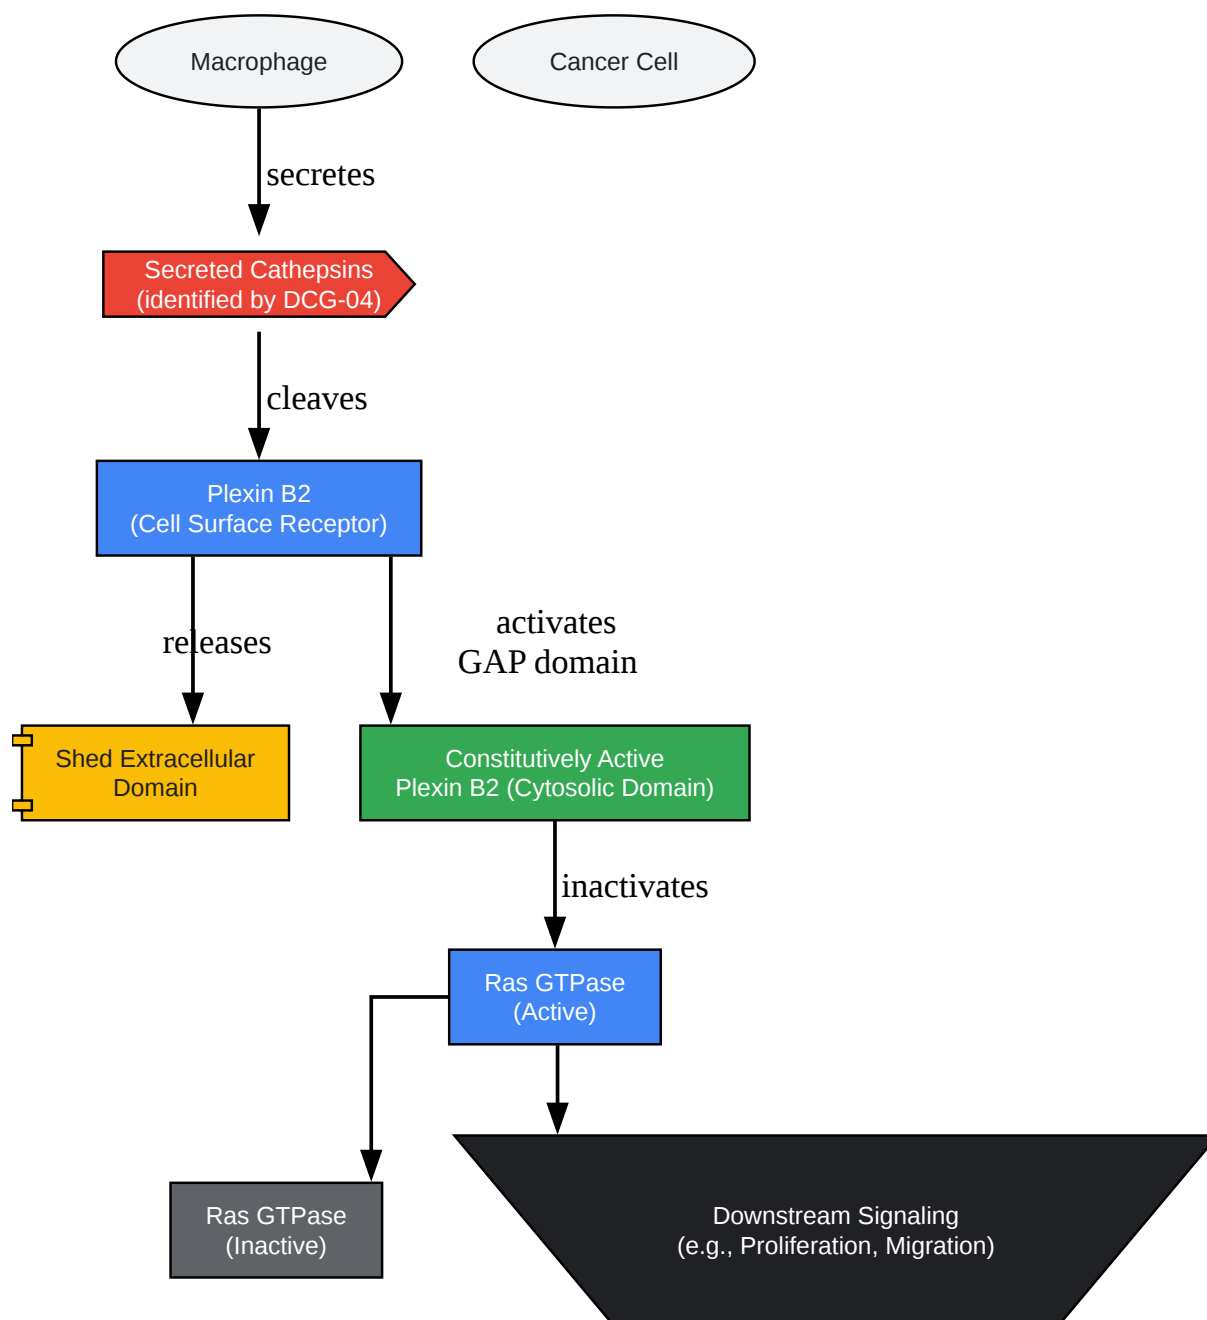 Macrophage
Cancer Cell
secretes
Secreted Cathepsins
(identified by DCG-04)
cleaves
Plexin B2
(Cell Surface Receptor)
releases
activates
GAP domain
Shed Extracellular
Domain
Constitutively Active
Plexin B2 (Cytosolic Domain)
inactivates
Ras GTPase
(Active)
Ras GTPase
(Inactive)
Downstream Signaling
(e.g., Proliferation, Migration)